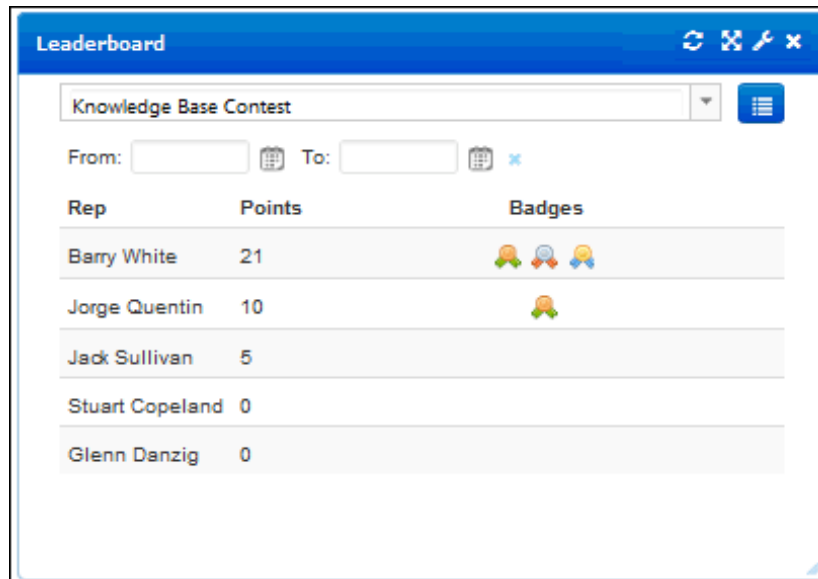 Leaderboard
Knowledge Base Contest
From: To:
Rep Points Badges
Barry White 21
Jorge Quentin 10
Jack Sullivan 5
Stuart Copeland 0
Glenn Danzig 0